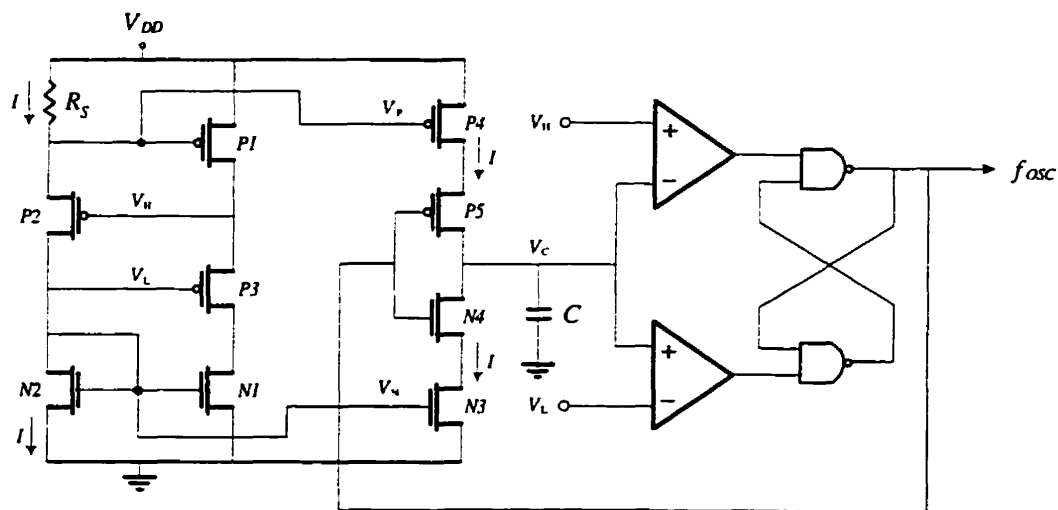 V_DD
I R_S
V_P P4
P1
I
P2 V_H P5
V_L P3
V_C
N4 C
I
N2 N1 V_N N3
I
V_H + −
f_OSC
V_L + −